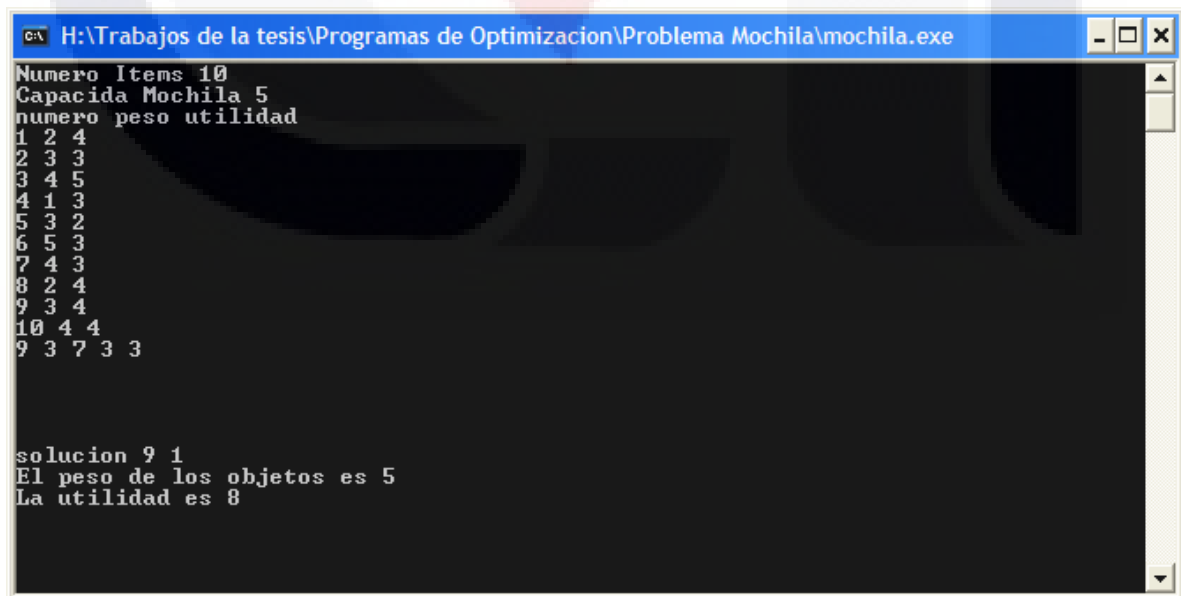 H:\Trabajos de la tesis\Programas de Optimizacion\Problema Mochila\mochila.exe
Numero Items 10
Capacida Mochila 5
numero peso utilidad
1 2 4
2 3 3
3 4 5
4 1 3
5 3 2
6 5 3
7 4 3
8 2 4
9 3 4
10 4 4
9 3 7 3 3
solucion 9 1
El peso de los objetos es 5
La utilidad es 8